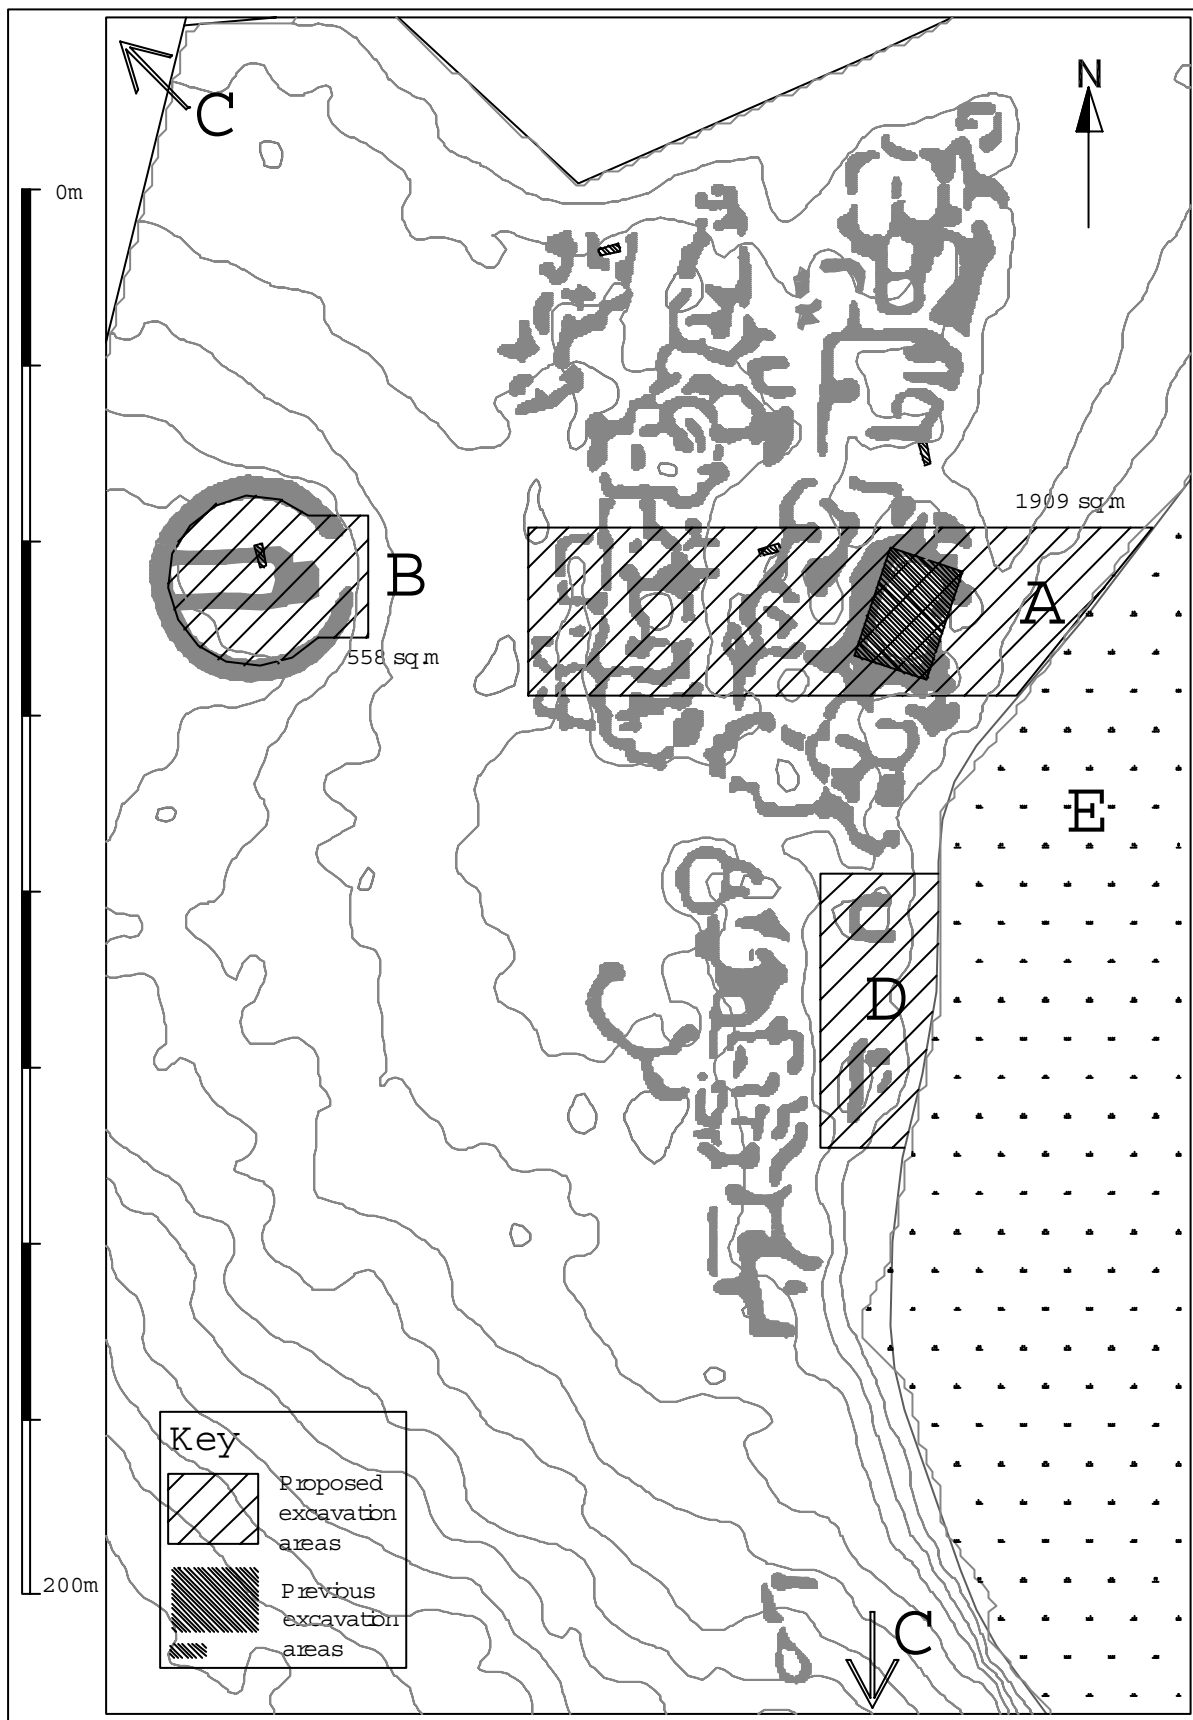 C
N
0m
1909 sq.m
B
A
558 sq.m
E
D
Key
Proposed
excavation
areas
Previous
excavation
areas
200m
C